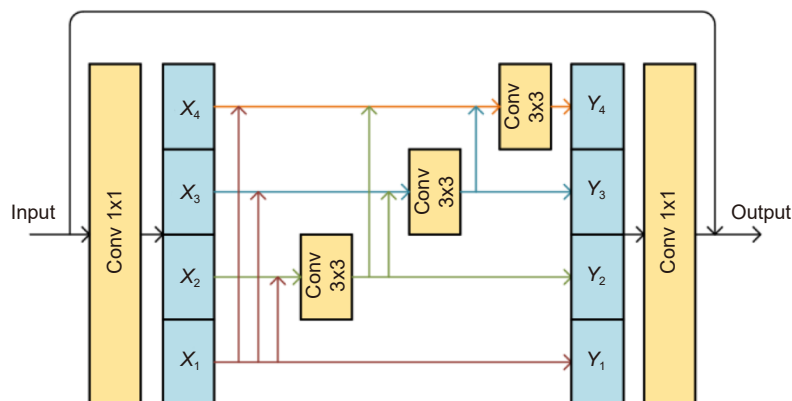 Input
Conv 1x1
X₄
X₃
X₂
X₁
Conv
3x3
Conv
3x3
Conv
3x3
Y₄
Y₃
Y₂
Y₁
Conv 1x1
Output